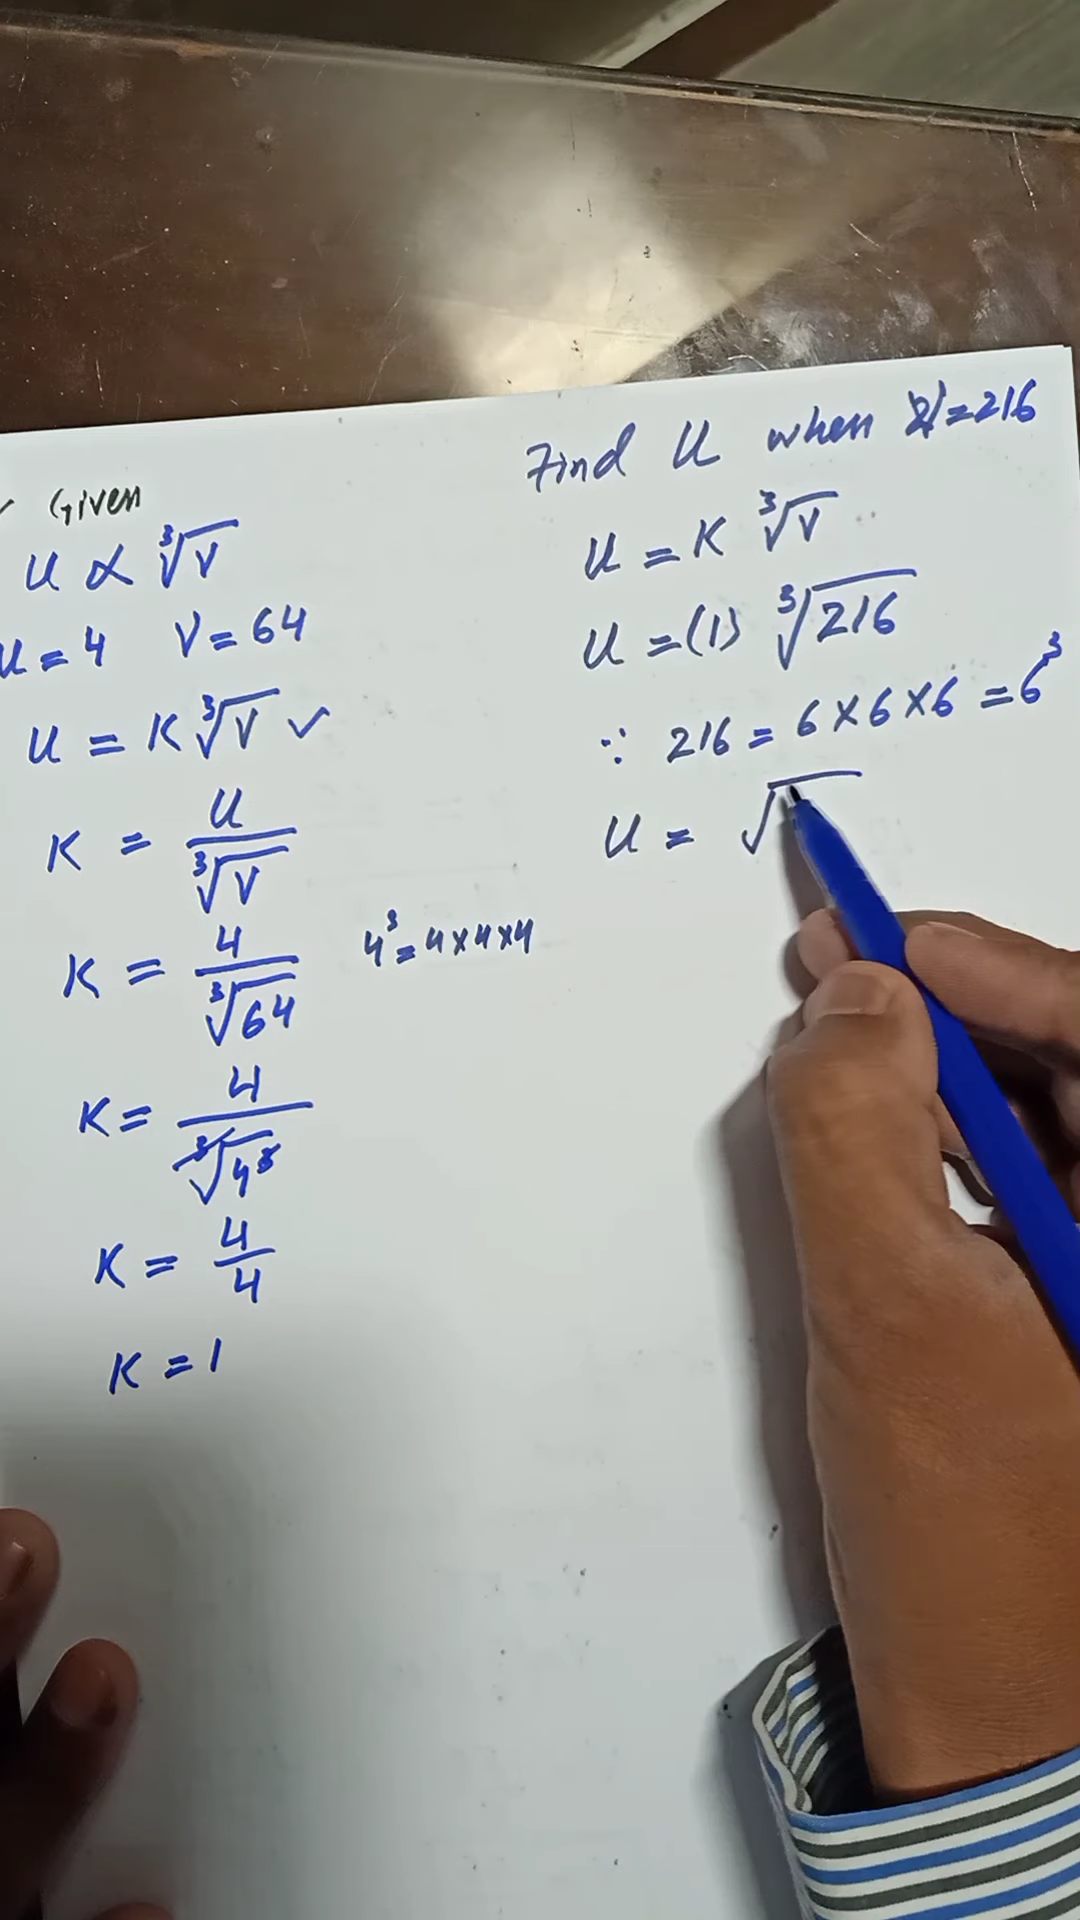 Given
u ∝ ∛V
u = 4 V = 64
u = K ∛V ✓
K = u / ∛V
K = 4 / ∛64
4³ = 4 × 4 × 4
K = 4 / ∛4³
K = 4 / 4
K = 1
Find u when V = 216
u = K ∛V
u = (1) ∛216
∵ 216 = 6 × 6 × 6 = 6³
u = √